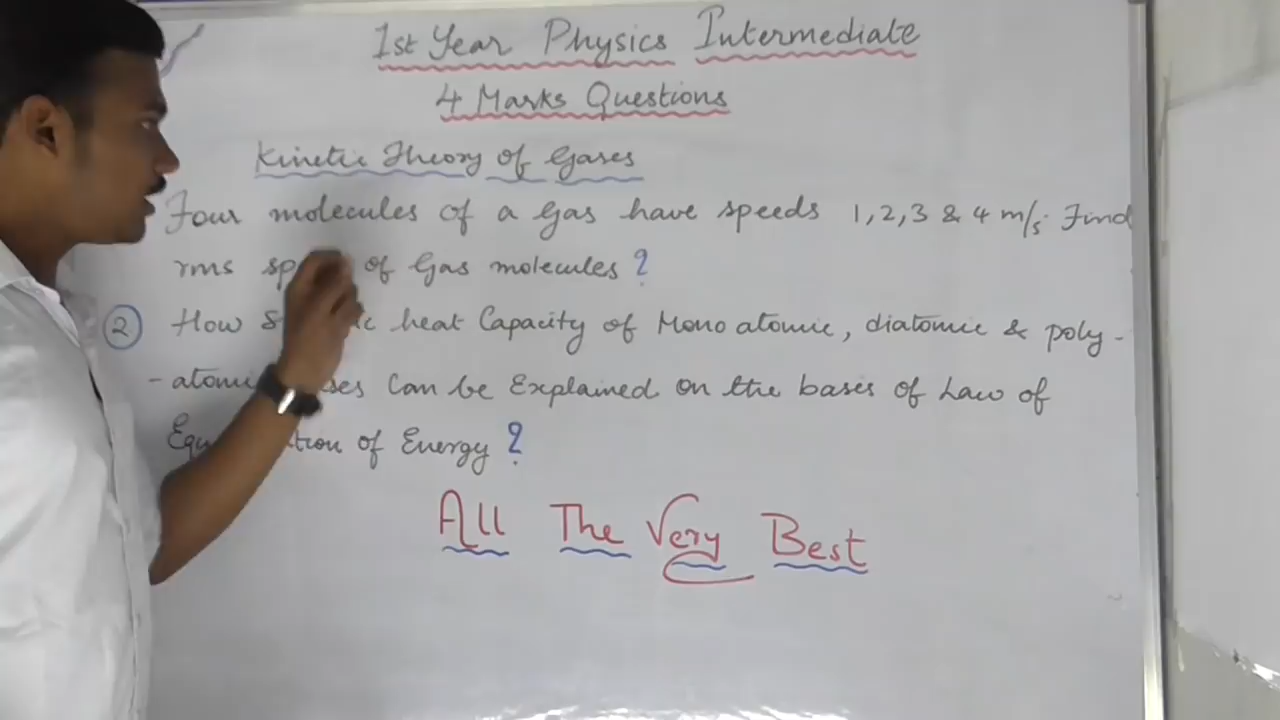 1st Year Physics Intermediate
4 Marks Questions
Kinetic Theory of Gases
Four molecules of a Gas have speeds 1, 2, 3 & 4 m/s. Find
rms of Gas molecules ?
2 How heat Capacity of Mono atomic, diatomic & poly -
Can be Explained on the bases of Law of
of Energy ?
All The Very Best